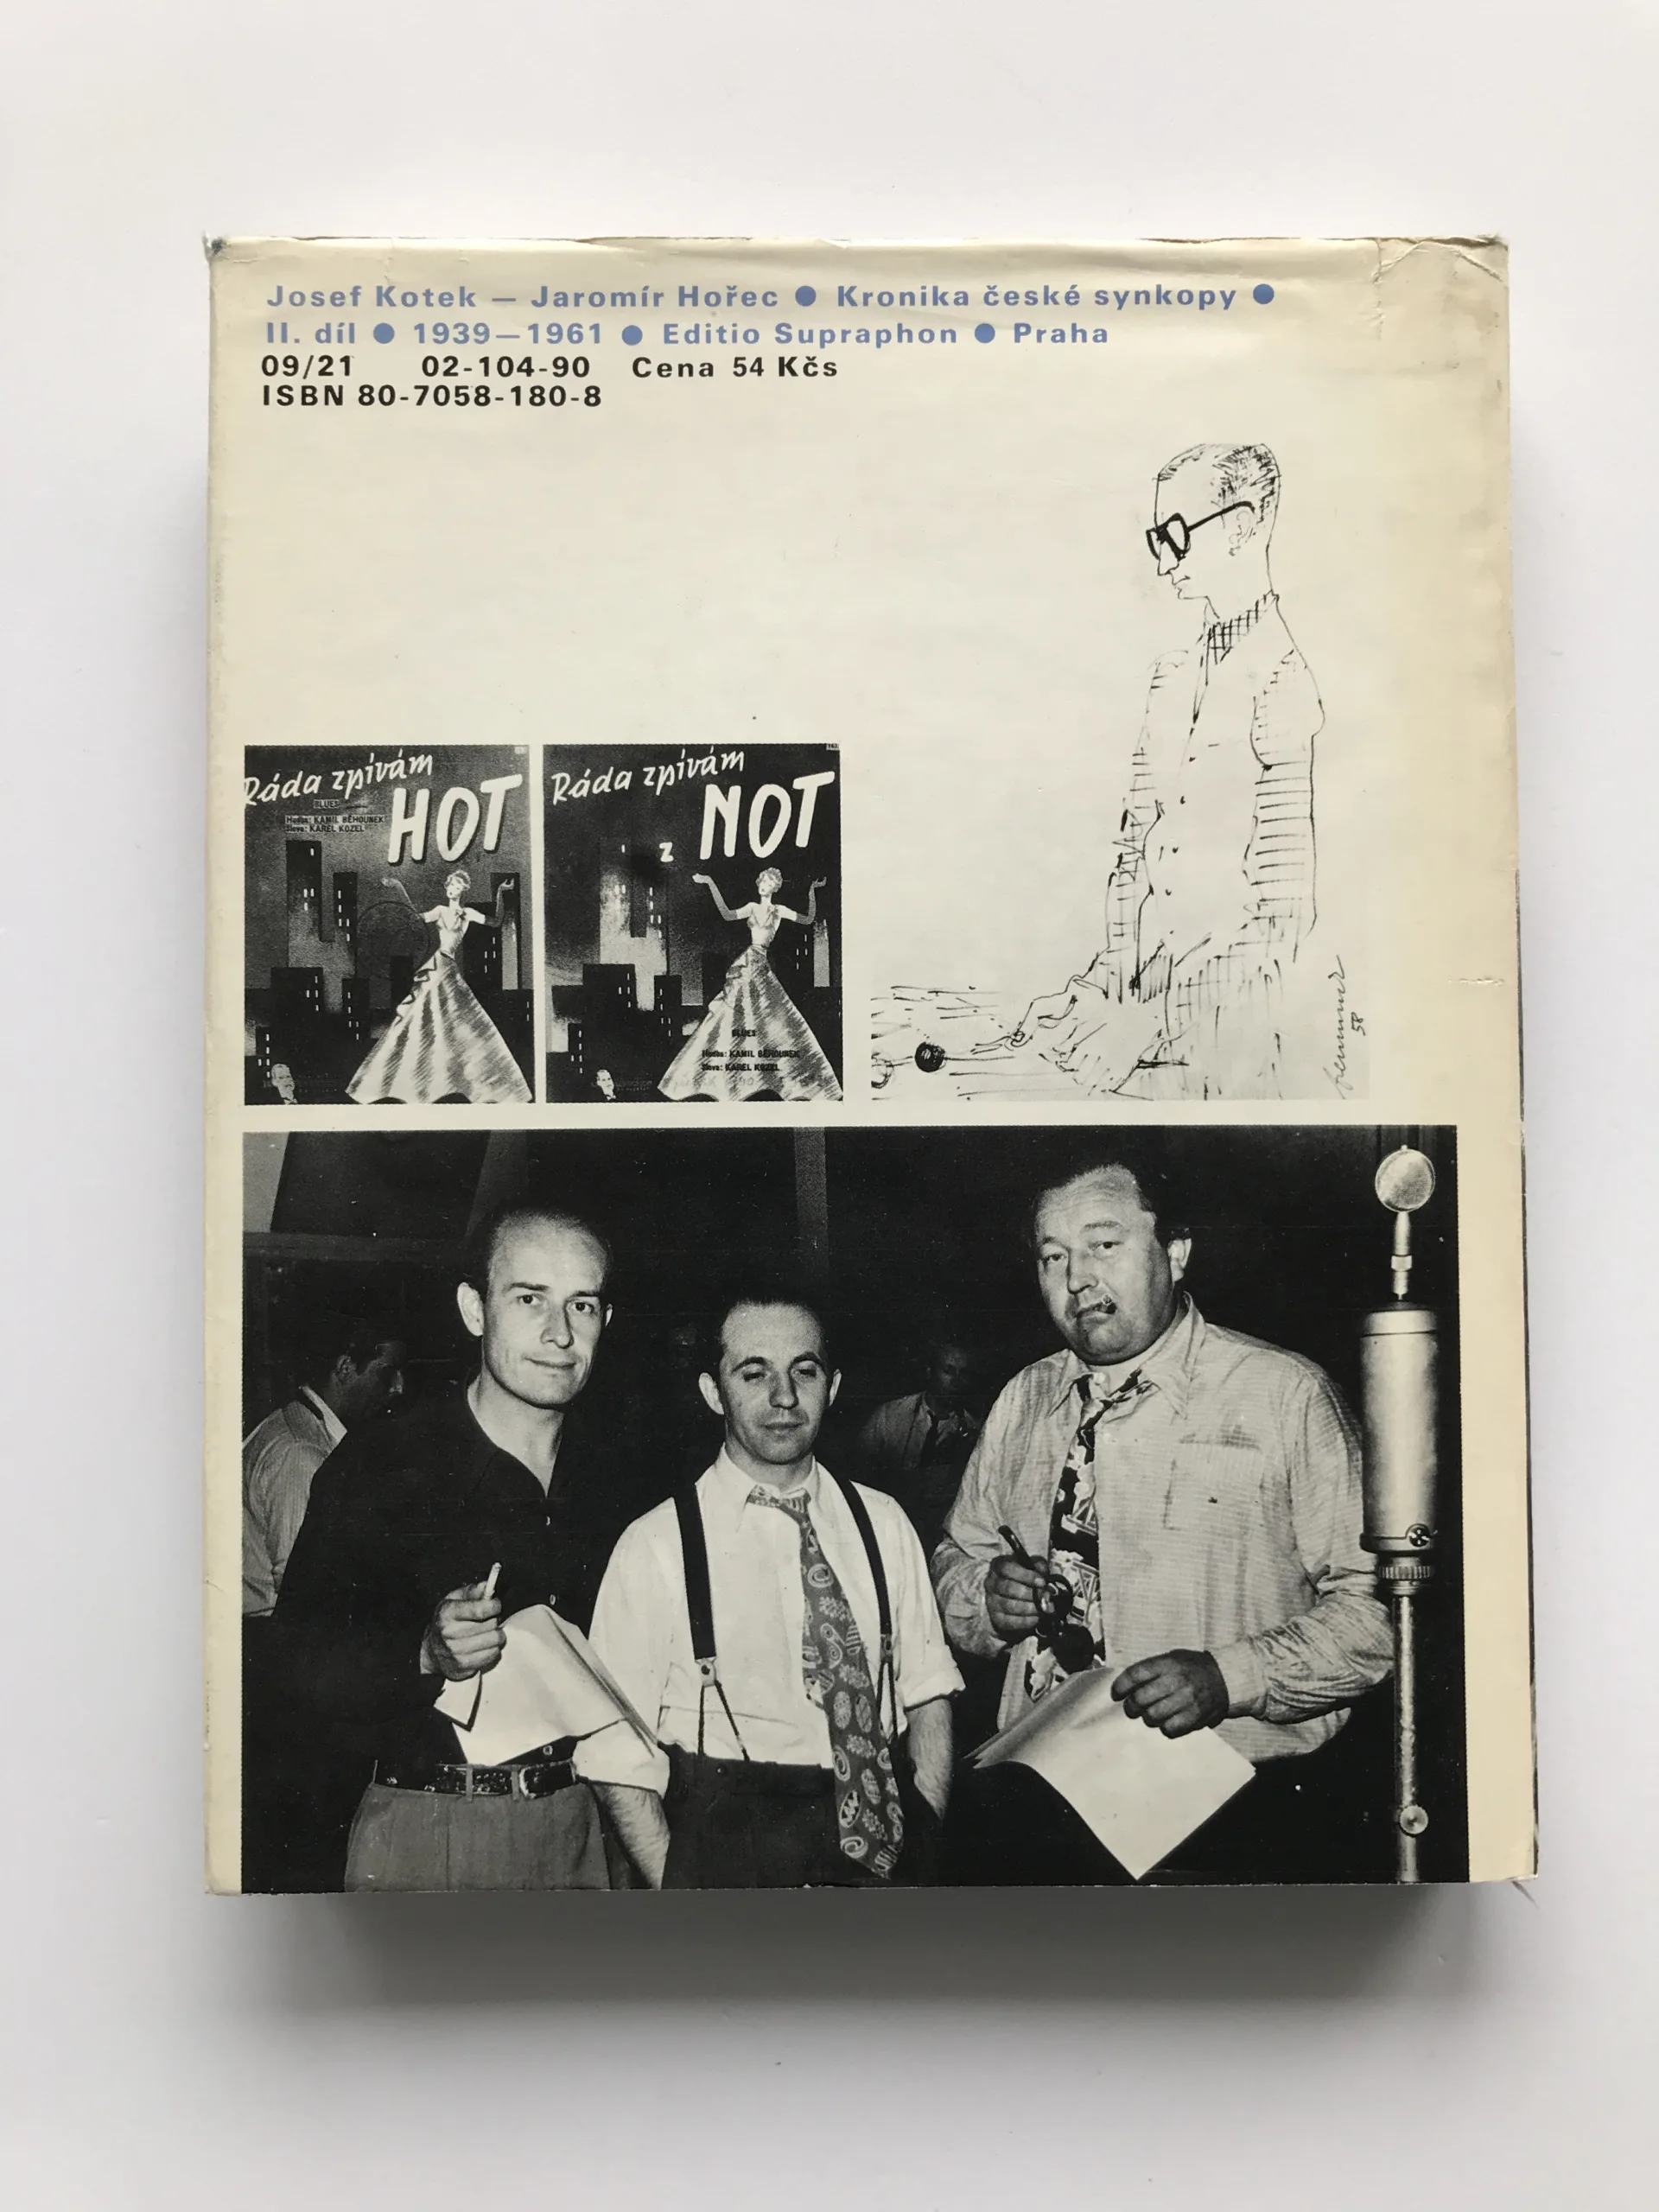 Josef Kotek — Jaromír Hořec ● Kronika české synkopy ●
II. díl ● 1939—1961 ● Editio Supraphon ● Praha
09/21 02-104-90 Cena 54 Kčs
ISBN 80-7058-180-8
Ráda zpívám
HOT
BLUES
Hudba: KAMIL BĚHOUNEK
Slova: KAREL KOZEL
Ráda zpívám
z NOT
BLUES
Hudba: KAMIL BĚHOUNEK
Slova: KAREL KOZEL
58